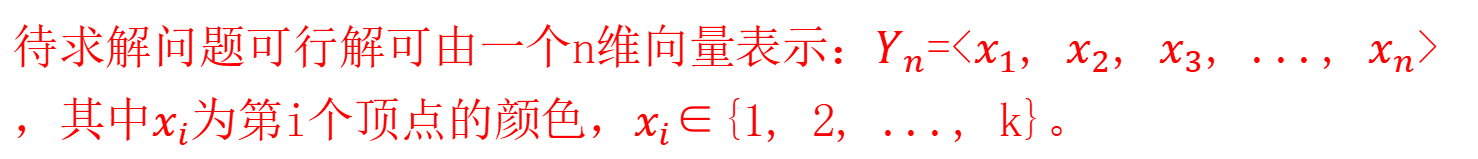 待求解问题可行解可由一个n维向量表示：Yₙ=<x₁, x₂, x₃, ..., xₙ>
，其中xᵢ为第i个顶点的颜色，xᵢ∈{1, 2, ..., k}。